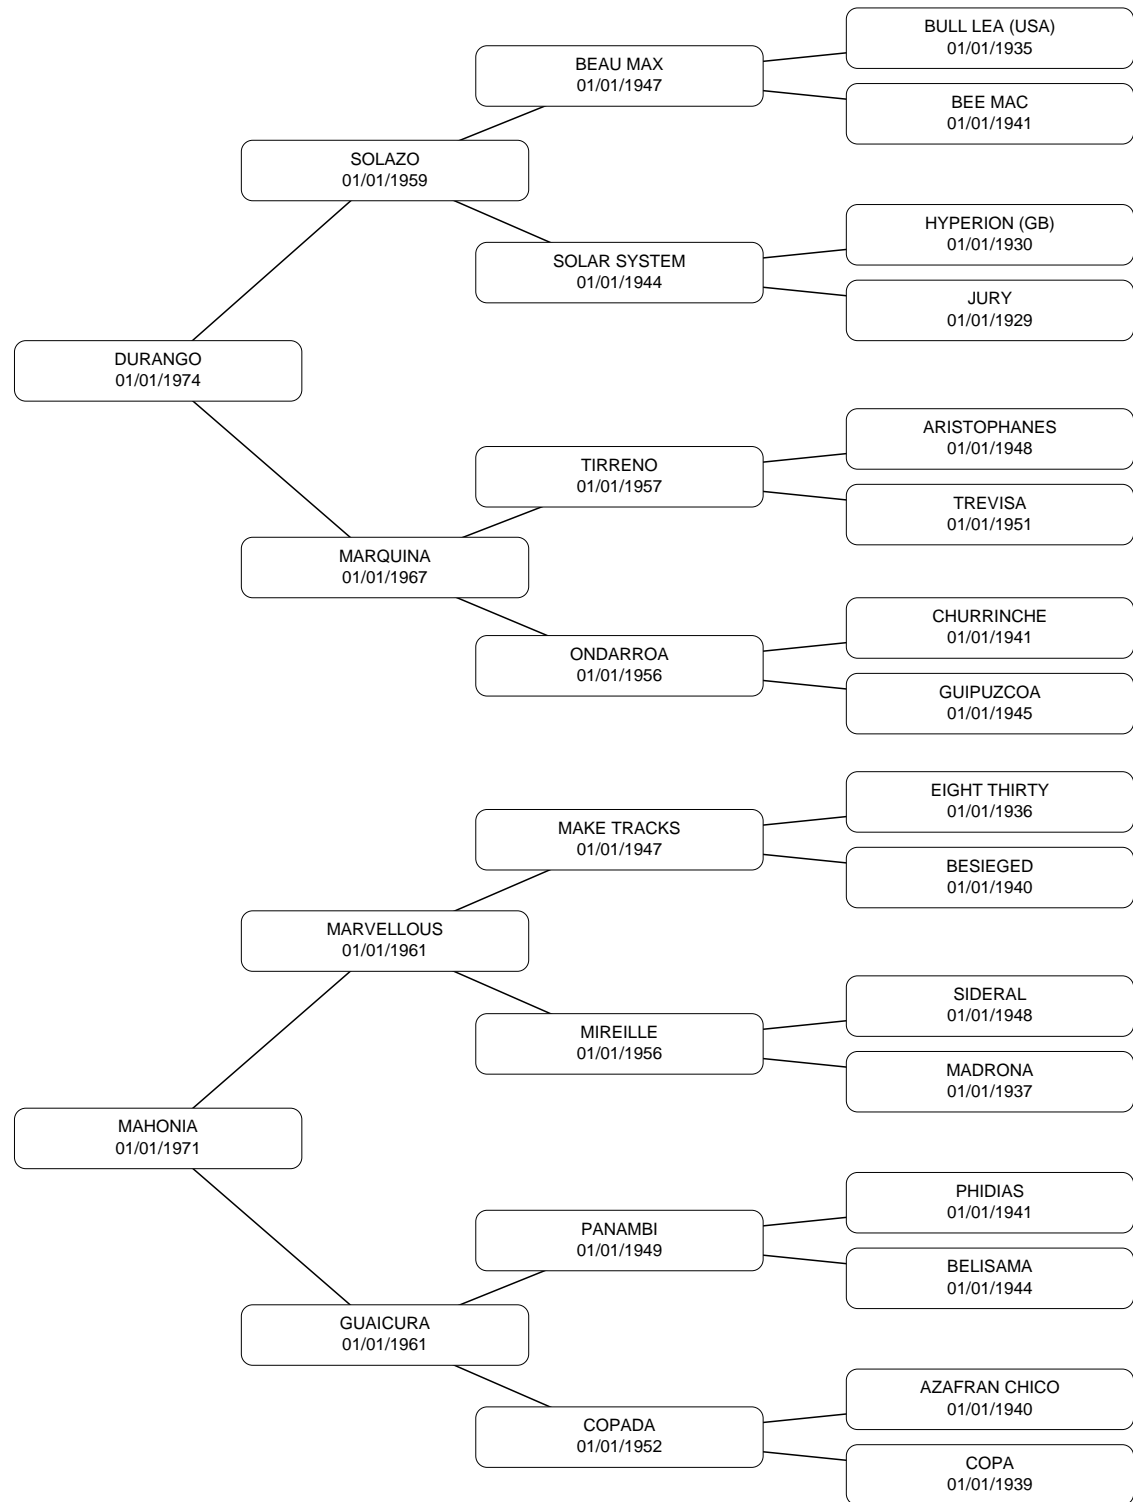 BULL LEA (USA)
01/01/1935
BEAU MAX
01/01/1947
BEE MAC
01/01/1941
SOLAZO
01/01/1959
HYPERION (GB)
01/01/1930
SOLAR SYSTEM
01/01/1944
JURY
01/01/1929
DURANGO
01/01/1974
ARISTOPHANES
01/01/1948
TIRRENO
01/01/1957
TREVISA
01/01/1951
MARQUINA
01/01/1967
CHURRINCHE
01/01/1941
ONDARROA
01/01/1956
GUIPUZCOA
01/01/1945
EIGHT THIRTY
01/01/1936
MAKE TRACKS
01/01/1947
BESIEGED
01/01/1940
MARVELLOUS
01/01/1961
SIDERAL
01/01/1948
MIREILLE
01/01/1956
MADRONA
01/01/1937
MAHONIA
01/01/1971
PHIDIAS
01/01/1941
PANAMBI
01/01/1949
BELISAMA
01/01/1944
GUAICURA
01/01/1961
AZAFRAN CHICO
01/01/1940
COPADA
01/01/1952
COPA
01/01/1939